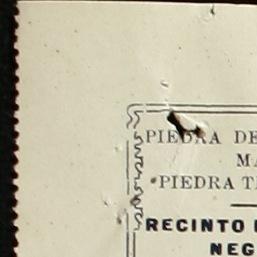 PIEDRA DE
MA
PIEDRA T
RECINTO
NEG